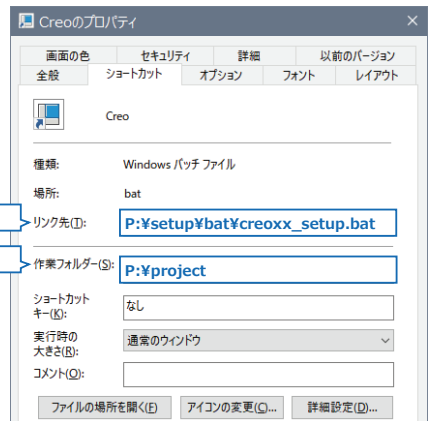 Creoのプロパティ
画面の色 セキュリティ 詳細 以前のバージョン
全般 ショートカット オプション フォント レイアウト
Creo
種類: Windows バッチ ファイル
場所: bat
リンク先(T): P:¥setup¥bat¥creoxx_setup.bat
作業フォルダー(S): P:¥project
ショートカット
キー(K): なし
実行時の
大きさ(R): 通常のウィンドウ
コメント(O):
ファイルの場所を開く(F) アイコンの変更(C)... 詳細設定(D)...